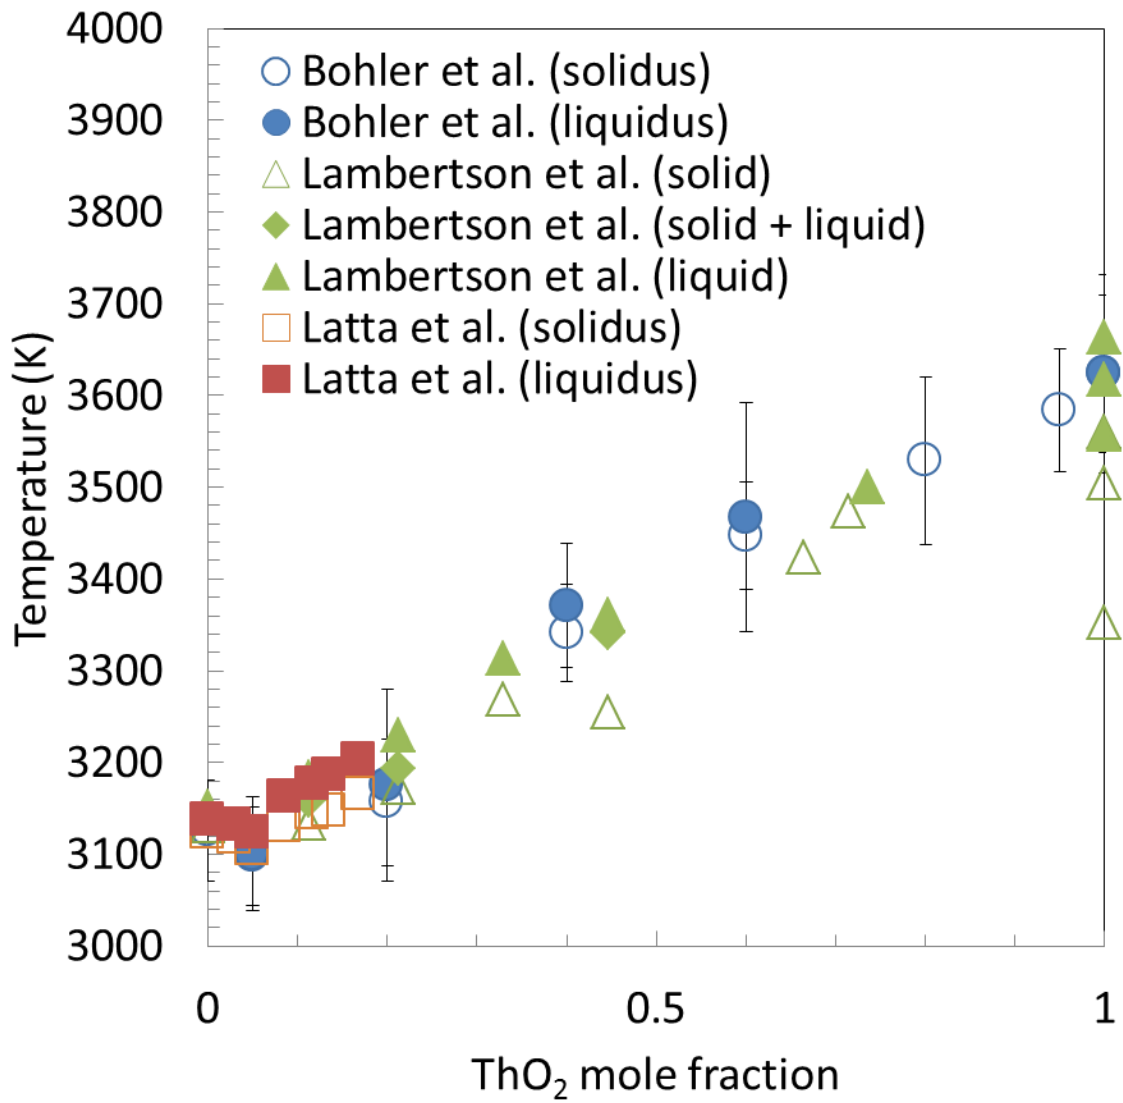 4000
3900
3800
3700
3600
3500
3400
3300
3200
3100
3000
Temperature (K)
Bohler et al. (solidus)
Bohler et al. (liquidus)
Lambertson et al. (solid)
Lambertson et al. (solid + liquid)
Lambertson et al. (liquid)
Latta et al. (solidus)
Latta et al. (liquidus)
0
0.5
1
ThO₂ mole fraction